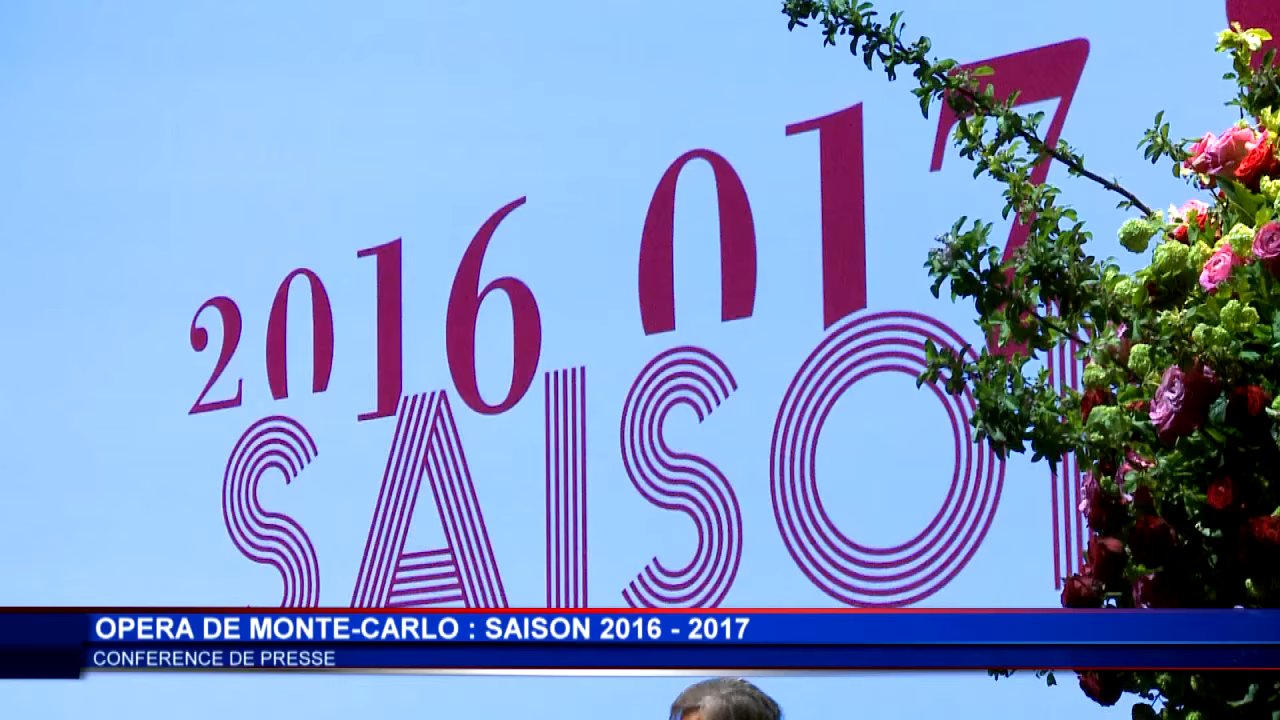 2016 017
SAISO
OPERA DE MONTE-CARLO : SAISON 2016 - 2017
CONFERENCE DE PRESSE